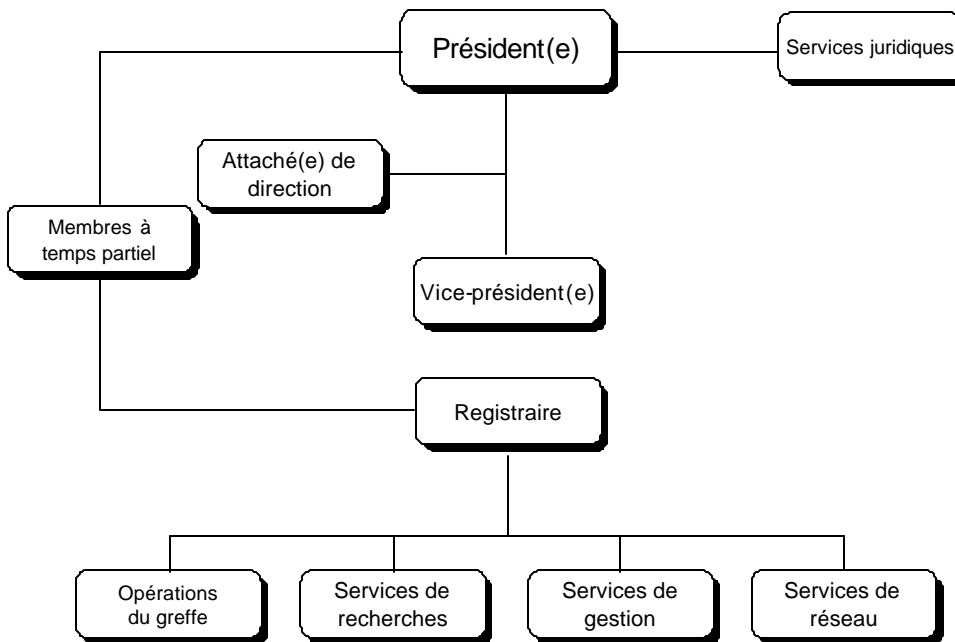 Président(e)
Services juridiques
Attaché(e) de
direction
Membres à
temps partiel
Vice-président(e)
Registraire
Opérations
du greffe
Services de
recherches
Services de
gestion
Services de
réseau